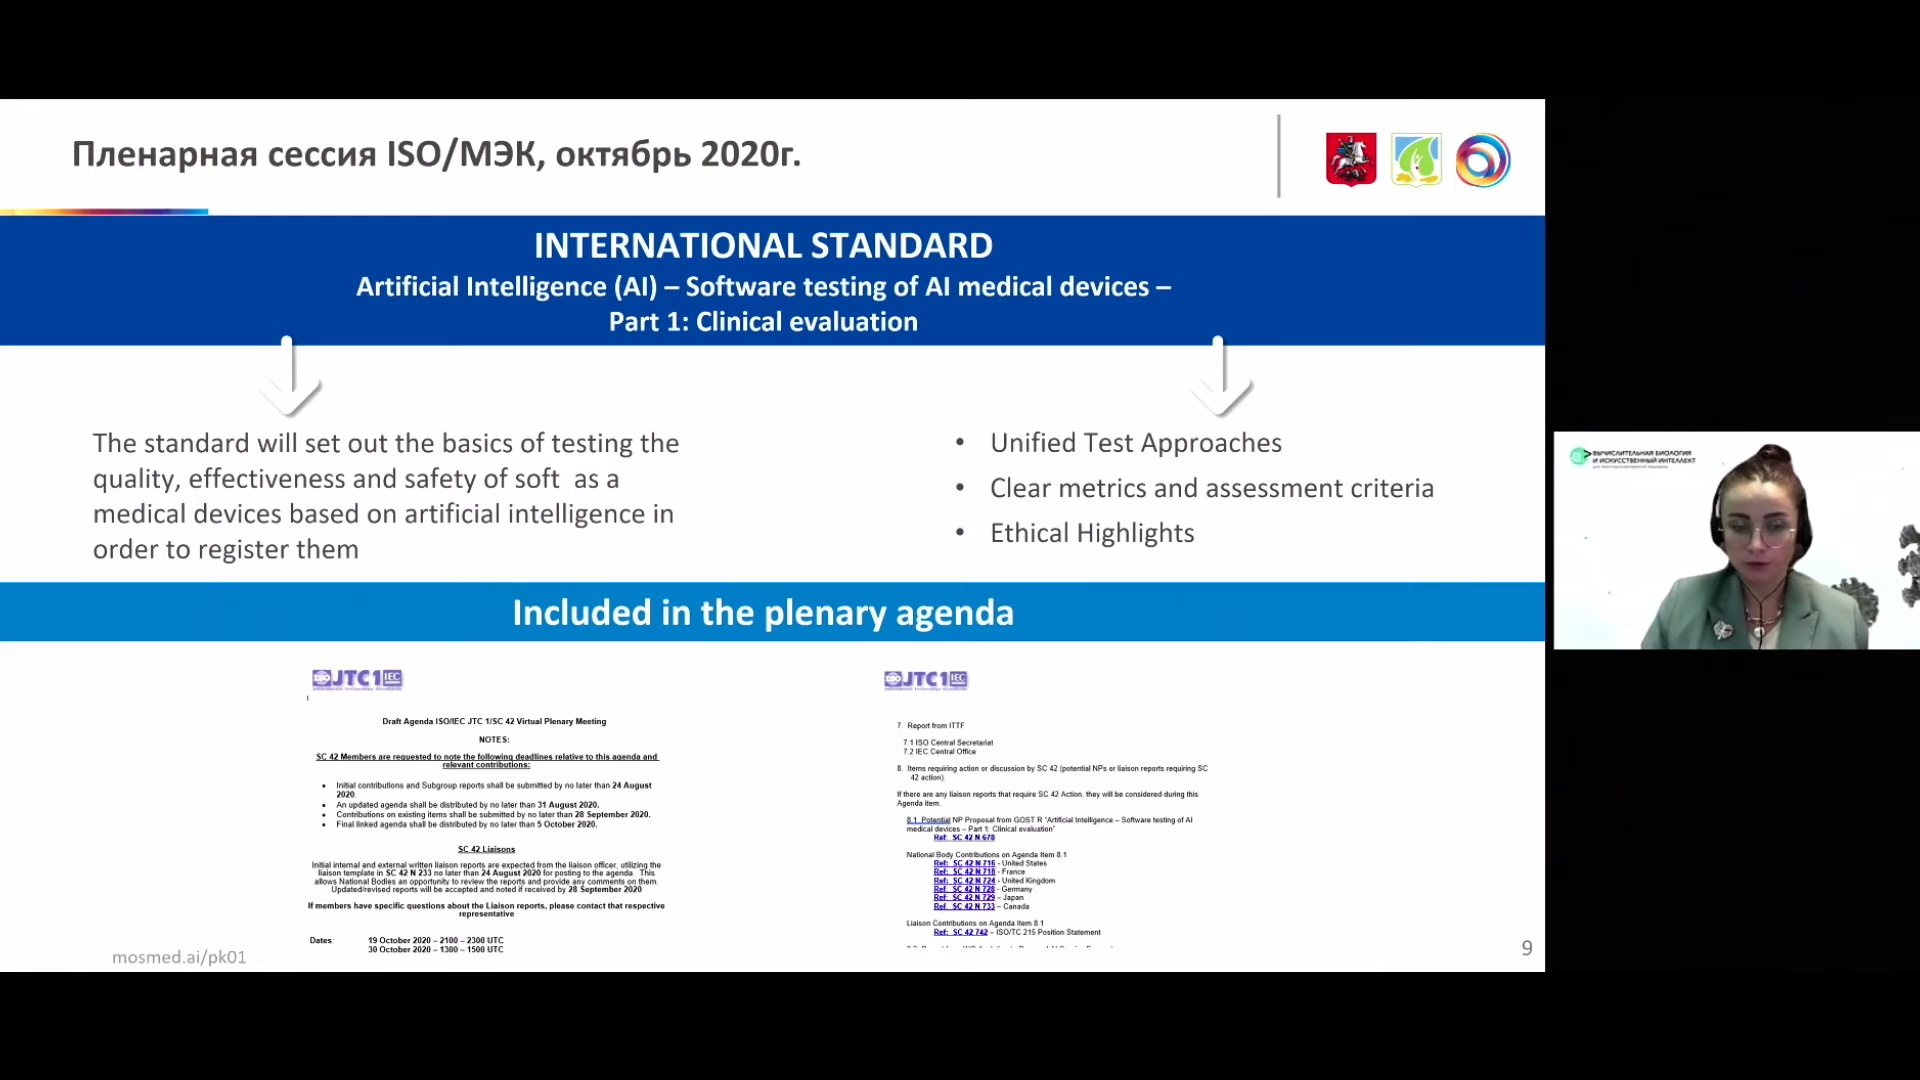 Пленарная сессия ISO/МЭК, октябрь 2020г.
INTERNATIONAL STANDARD
Artificial Intelligence (AI) – Software testing of AI medical devices –
Part 1: Clinical evaluation
The standard will set out the basics of testing the
quality, effectiveness and safety of soft  as a
medical devices based on artificial intelligence in
order to register them
• Unified Test Approaches
• Clear metrics and assessment criteria
• Ethical Highlights
Included in the plenary agenda
ISO JTC1 IEC
Information Technology Standards
Draft Agenda ISO/IEC JTC 1/SC 42 Virtual Plenary Meeting
NOTES:
SC 42 Members are requested to note the following deadlines relative to this agenda and
relevant contributions:
• Initial contributions and Subgroup reports shall be submitted by no later than 24 August
2020.
• An updated agenda shall be distributed by no later than 31 August 2020.
• Contributions on existing items shall be submitted by no later than 28 September 2020.
• Final linked agenda shall be distributed by no later than 5 October 2020.
SC 42 Liaisons
Initial internal and external written liaison reports are expected from the liaison officer, utilizing the
liaison template in SC 42 N 233 no later than 24 August 2020 for posting to the agenda  This
allows National Bodies an opportunity to review the reports and provide any comments on them.
Updated/revised reports will be accepted and noted if received by 28 September 2020
If members have specific questions about the Liaison reports, please contact that respective
representative
Dates: 19 October 2020 – 2100 – 2300 UTC
30 October 2020 – 1300 – 1500 UTC
ISO JTC1 IEC
7. Report from ITTF
7.1 ISO Central Secretariat
7.2 IEC Central Office
8. Items requiring action or discussion by SC 42 (potential NPs or liaison reports requiring SC
42 action).
If there are any liaison reports that require SC 42 Action, they will be considered during this
Agenda item.
8.1 Potential NP Proposal from GOST R "Artificial Intelligence – Software testing of AI
medical devices – Part 1: Clinical evaluation"
Ref: SC 42 N 678
National Body Contributions on Agenda Item 8.1
Ref: SC 42 N 716 - United States
Ref: SC 42 N 718 - France
Ref: SC 42 N 724 - United Kingdom
Ref: SC 42 N 728 - Germany
Ref: SC 42 N 729 – Japan
Ref: SC 42 N 733 – Canada
Liaison Contributions on Agenda Item 8.1
Ref: SC 42 742 – ISO/TC 215 Position Statement
mosmed.ai/pk01
9
ВЫЧИСЛИТЕЛЬНАЯ БИОЛОГИЯ
И ИСКУССТВЕННЫЙ ИНТЕЛЛЕКТ